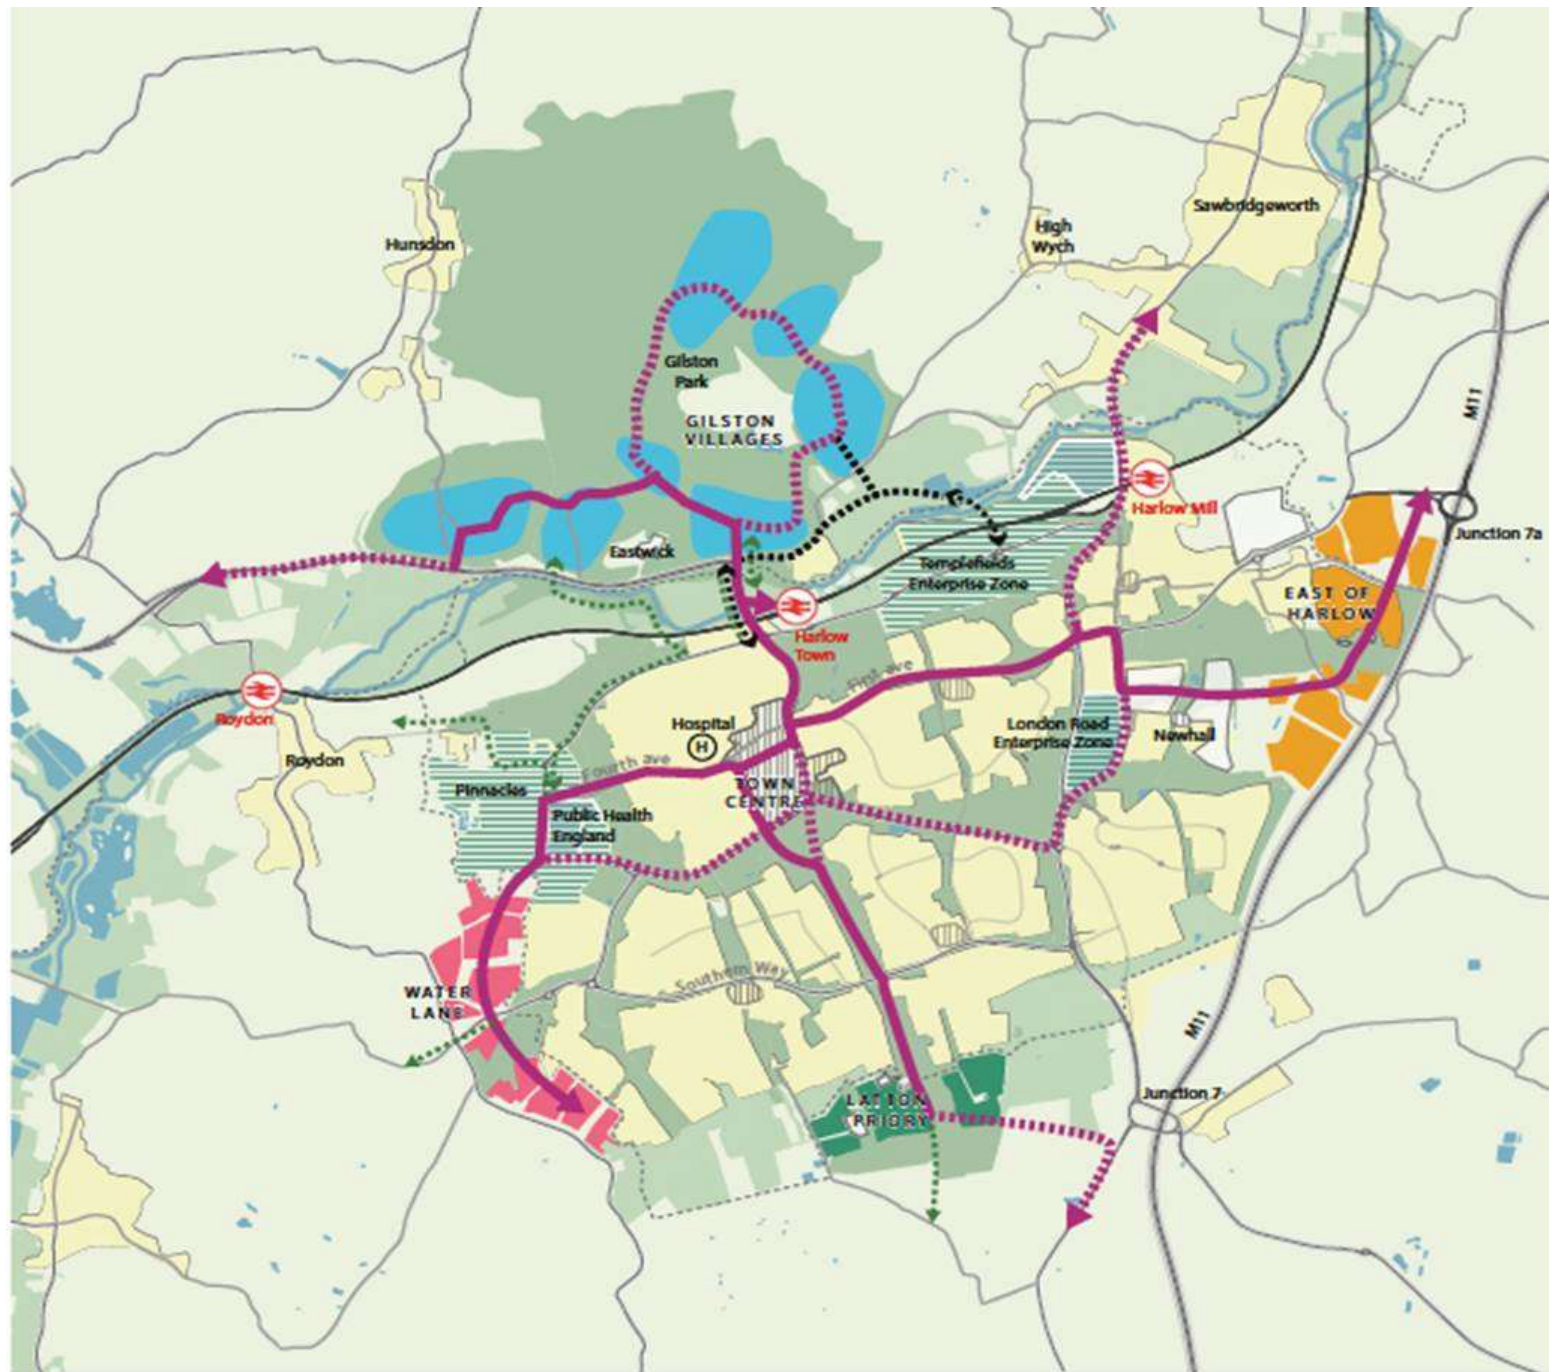 Sawbridgeworth
High
Wych
Hunsdon
Gilston
Park
GILSTON
VILLAGES
M11
Harlow Mill
Junction 7a
Eastwick
Templefields
Enterprise Zone
EAST OF
HARLOW
Harlow
Town
First ave
Roydon
Hospital
H
London Road
Enterprise Zone
Newhall
Roydon
Fourth ave
Pinnacles
TOWN
CENTRE
Public Health
England
Southern Way
WATER
LANE
M11
Junction 7
LATTON
PRIORY